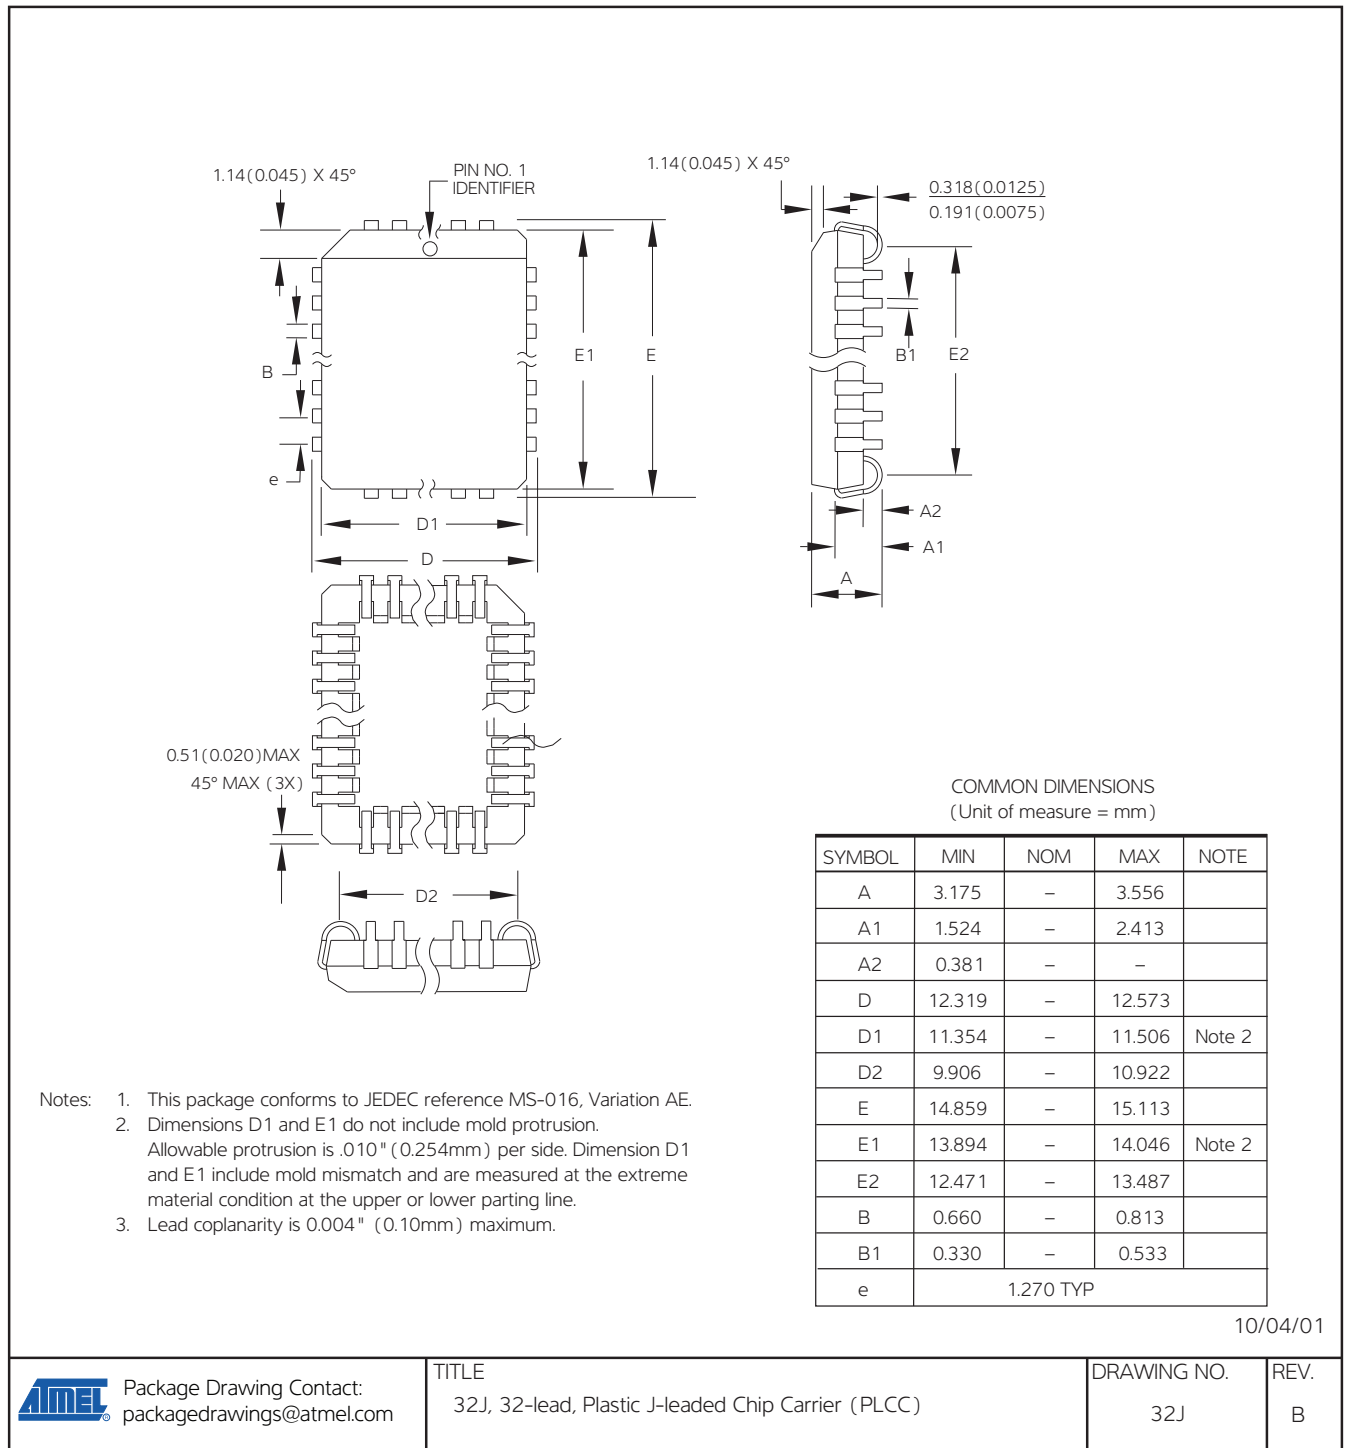 1.14(0.045) X 45°
PIN NO. 1
IDENTIFIER
1.14(0.045) X 45°
0.318(0.0125)
0.191(0.0075)
B
e
E1
E
B1
E2
D1
D
A2
A1
A
0.51(0.020)MAX
45° MAX (3X)
D2
COMMON DIMENSIONS
(Unit of measure = mm)
SYMBOL MIN NOM MAX NOTE
A 3.175 – 3.556
A1 1.524 – 2.413
A2 0.381 – –
D 12.319 – 12.573
D1 11.354 – 11.506 Note 2
D2 9.906 – 10.922
E 14.859 – 15.113
E1 13.894 – 14.046 Note 2
E2 12.471 – 13.487
B 0.660 – 0.813
B1 0.330 – 0.533
e 1.270 TYP
Notes: 1. This package conforms to JEDEC reference MS-016, Variation AE.
2. Dimensions D1 and E1 do not include mold protrusion.
Allowable protrusion is .010"(0.254mm) per side. Dimension D1
and E1 include mold mismatch and are measured at the extreme
material condition at the upper or lower parting line.
3. Lead coplanarity is 0.004" (0.10mm) maximum.
10/04/01
ATMEL®
Package Drawing Contact:
packagedrawings@atmel.com
TITLE
32J, 32-lead, Plastic J-leaded Chip Carrier (PLCC)
DRAWING NO.
32J
REV.
B